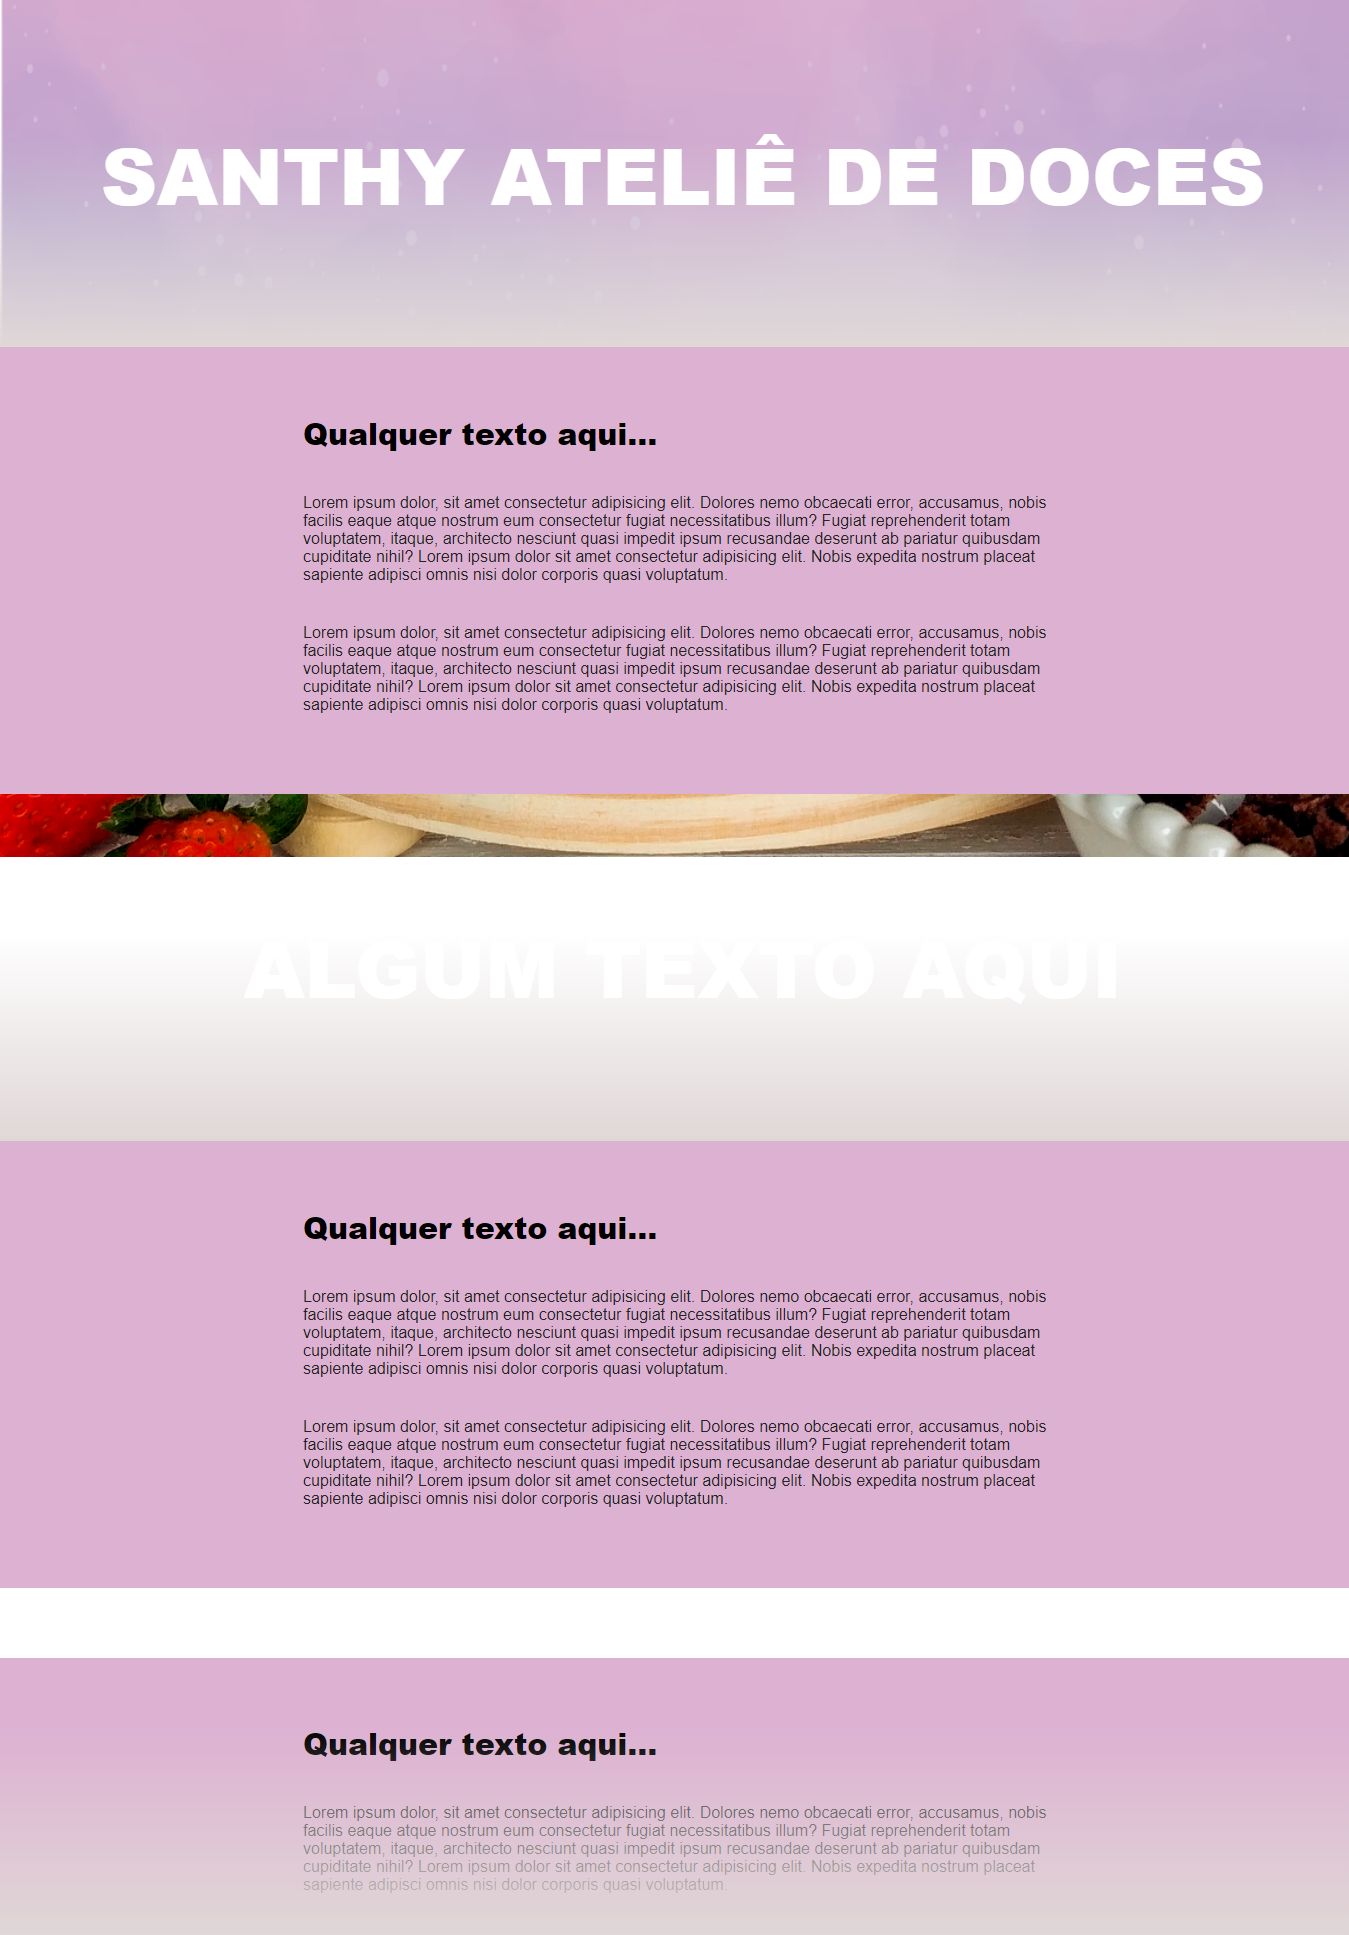 SANTHY ATELIÊ DE DOCES
Qualquer texto aqui...
Lorem ipsum dolor, sit amet consectetur adipisicing elit. Dolores nemo obcaecati error, accusamus, nobis
facilis eaque atque nostrum eum consectetur fugiat necessitatibus illum? Fugiat reprehenderit totam
voluptatem, itaque, architecto nesciunt quasi impedit ipsum recusandae deserunt ab pariatur quibusdam
cupiditate nihil? Lorem ipsum dolor sit amet consectetur adipisicing elit. Nobis expedita nostrum placeat
sapiente adipisci omnis nisi dolor corporis quasi voluptatum.
Lorem ipsum dolor, sit amet consectetur adipisicing elit. Dolores nemo obcaecati error, accusamus, nobis
facilis eaque atque nostrum eum consectetur fugiat necessitatibus illum? Fugiat reprehenderit totam
voluptatem, itaque, architecto nesciunt quasi impedit ipsum recusandae deserunt ab pariatur quibusdam
cupiditate nihil? Lorem ipsum dolor sit amet consectetur adipisicing elit. Nobis expedita nostrum placeat
sapiente adipisci omnis nisi dolor corporis quasi voluptatum.
ALGUM TEXTO AQUI
Qualquer texto aqui...
Lorem ipsum dolor, sit amet consectetur adipisicing elit. Dolores nemo obcaecati error, accusamus, nobis
facilis eaque atque nostrum eum consectetur fugiat necessitatibus illum? Fugiat reprehenderit totam
voluptatem, itaque, architecto nesciunt quasi impedit ipsum recusandae deserunt ab pariatur quibusdam
cupiditate nihil? Lorem ipsum dolor sit amet consectetur adipisicing elit. Nobis expedita nostrum placeat
sapiente adipisci omnis nisi dolor corporis quasi voluptatum.
Lorem ipsum dolor, sit amet consectetur adipisicing elit. Dolores nemo obcaecati error, accusamus, nobis
facilis eaque atque nostrum eum consectetur fugiat necessitatibus illum? Fugiat reprehenderit totam
voluptatem, itaque, architecto nesciunt quasi impedit ipsum recusandae deserunt ab pariatur quibusdam
cupiditate nihil? Lorem ipsum dolor sit amet consectetur adipisicing elit. Nobis expedita nostrum placeat
sapiente adipisci omnis nisi dolor corporis quasi voluptatum.
Qualquer texto aqui...
Lorem ipsum dolor, sit amet consectetur adipisicing elit. Dolores nemo obcaecati error, accusamus, nobis
facilis eaque atque nostrum eum consectetur fugiat necessitatibus illum? Fugiat reprehenderit totam
voluptatem, itaque, architecto nesciunt quasi impedit ipsum recusandae deserunt ab pariatur quibusdam
cupiditate nihil? Lorem ipsum dolor sit amet consectetur adipisicing elit. Nobis expedita nostrum placeat
sapiente adipisci omnis nisi dolor corporis quasi voluptatum.